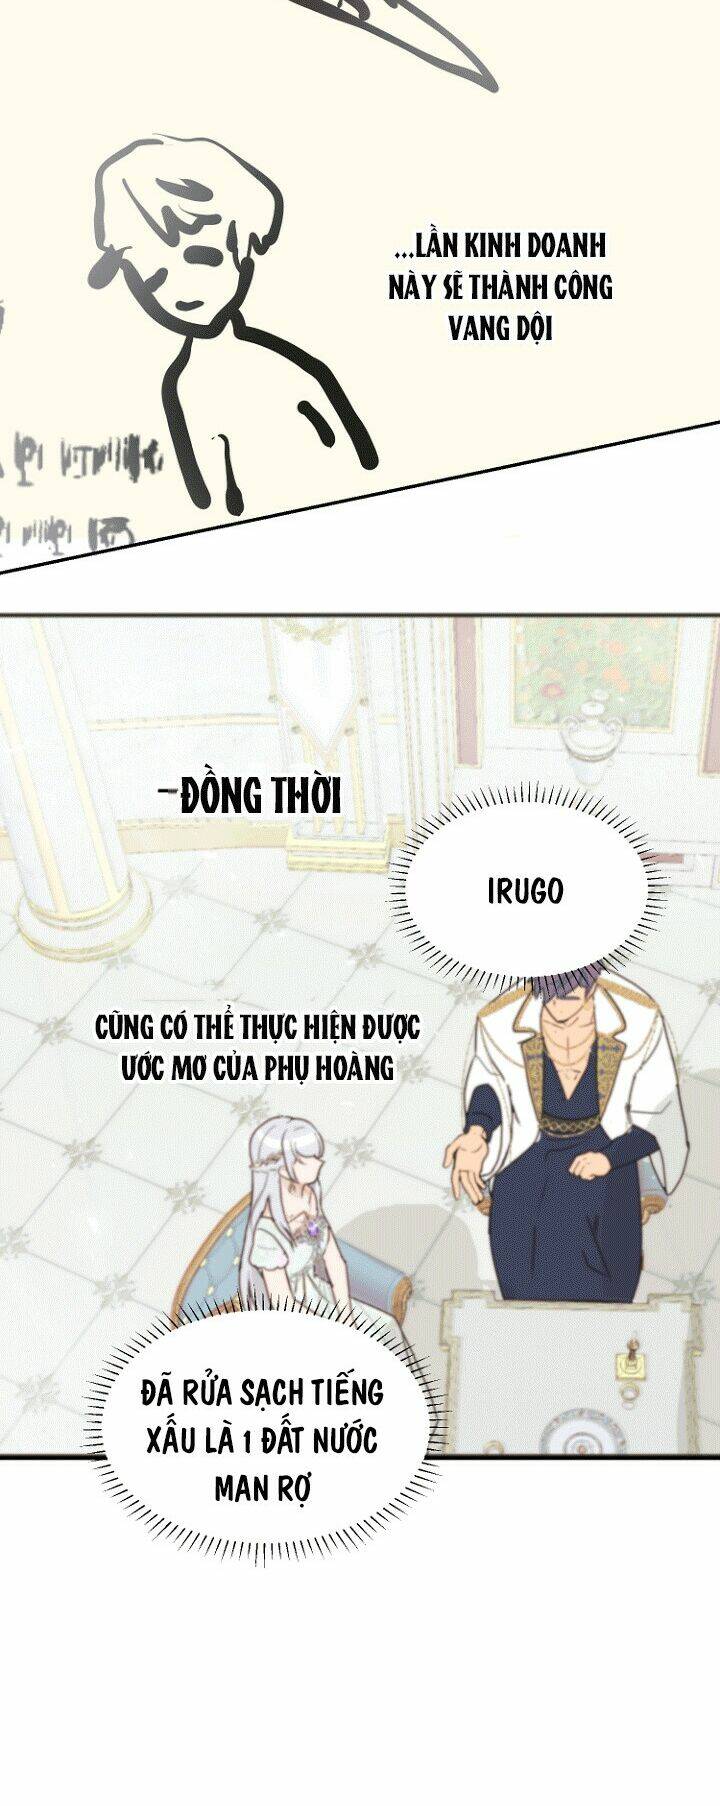 ...LẦN KINH DOANH
NÀY SẼ THÀNH CÔNG
VANG DỘI
-ĐỒNG THỜI
IRUGO
CŨNG CÓ THỂ THỰC HIỆN ĐƯỢC
ƯỚC MƠ CỦA PHỤ HOÀNG
ĐÃ RỬA SẠCH TIẾNG
XẤU LÀ 1 ĐẤT NƯỚC
MAN RỢ